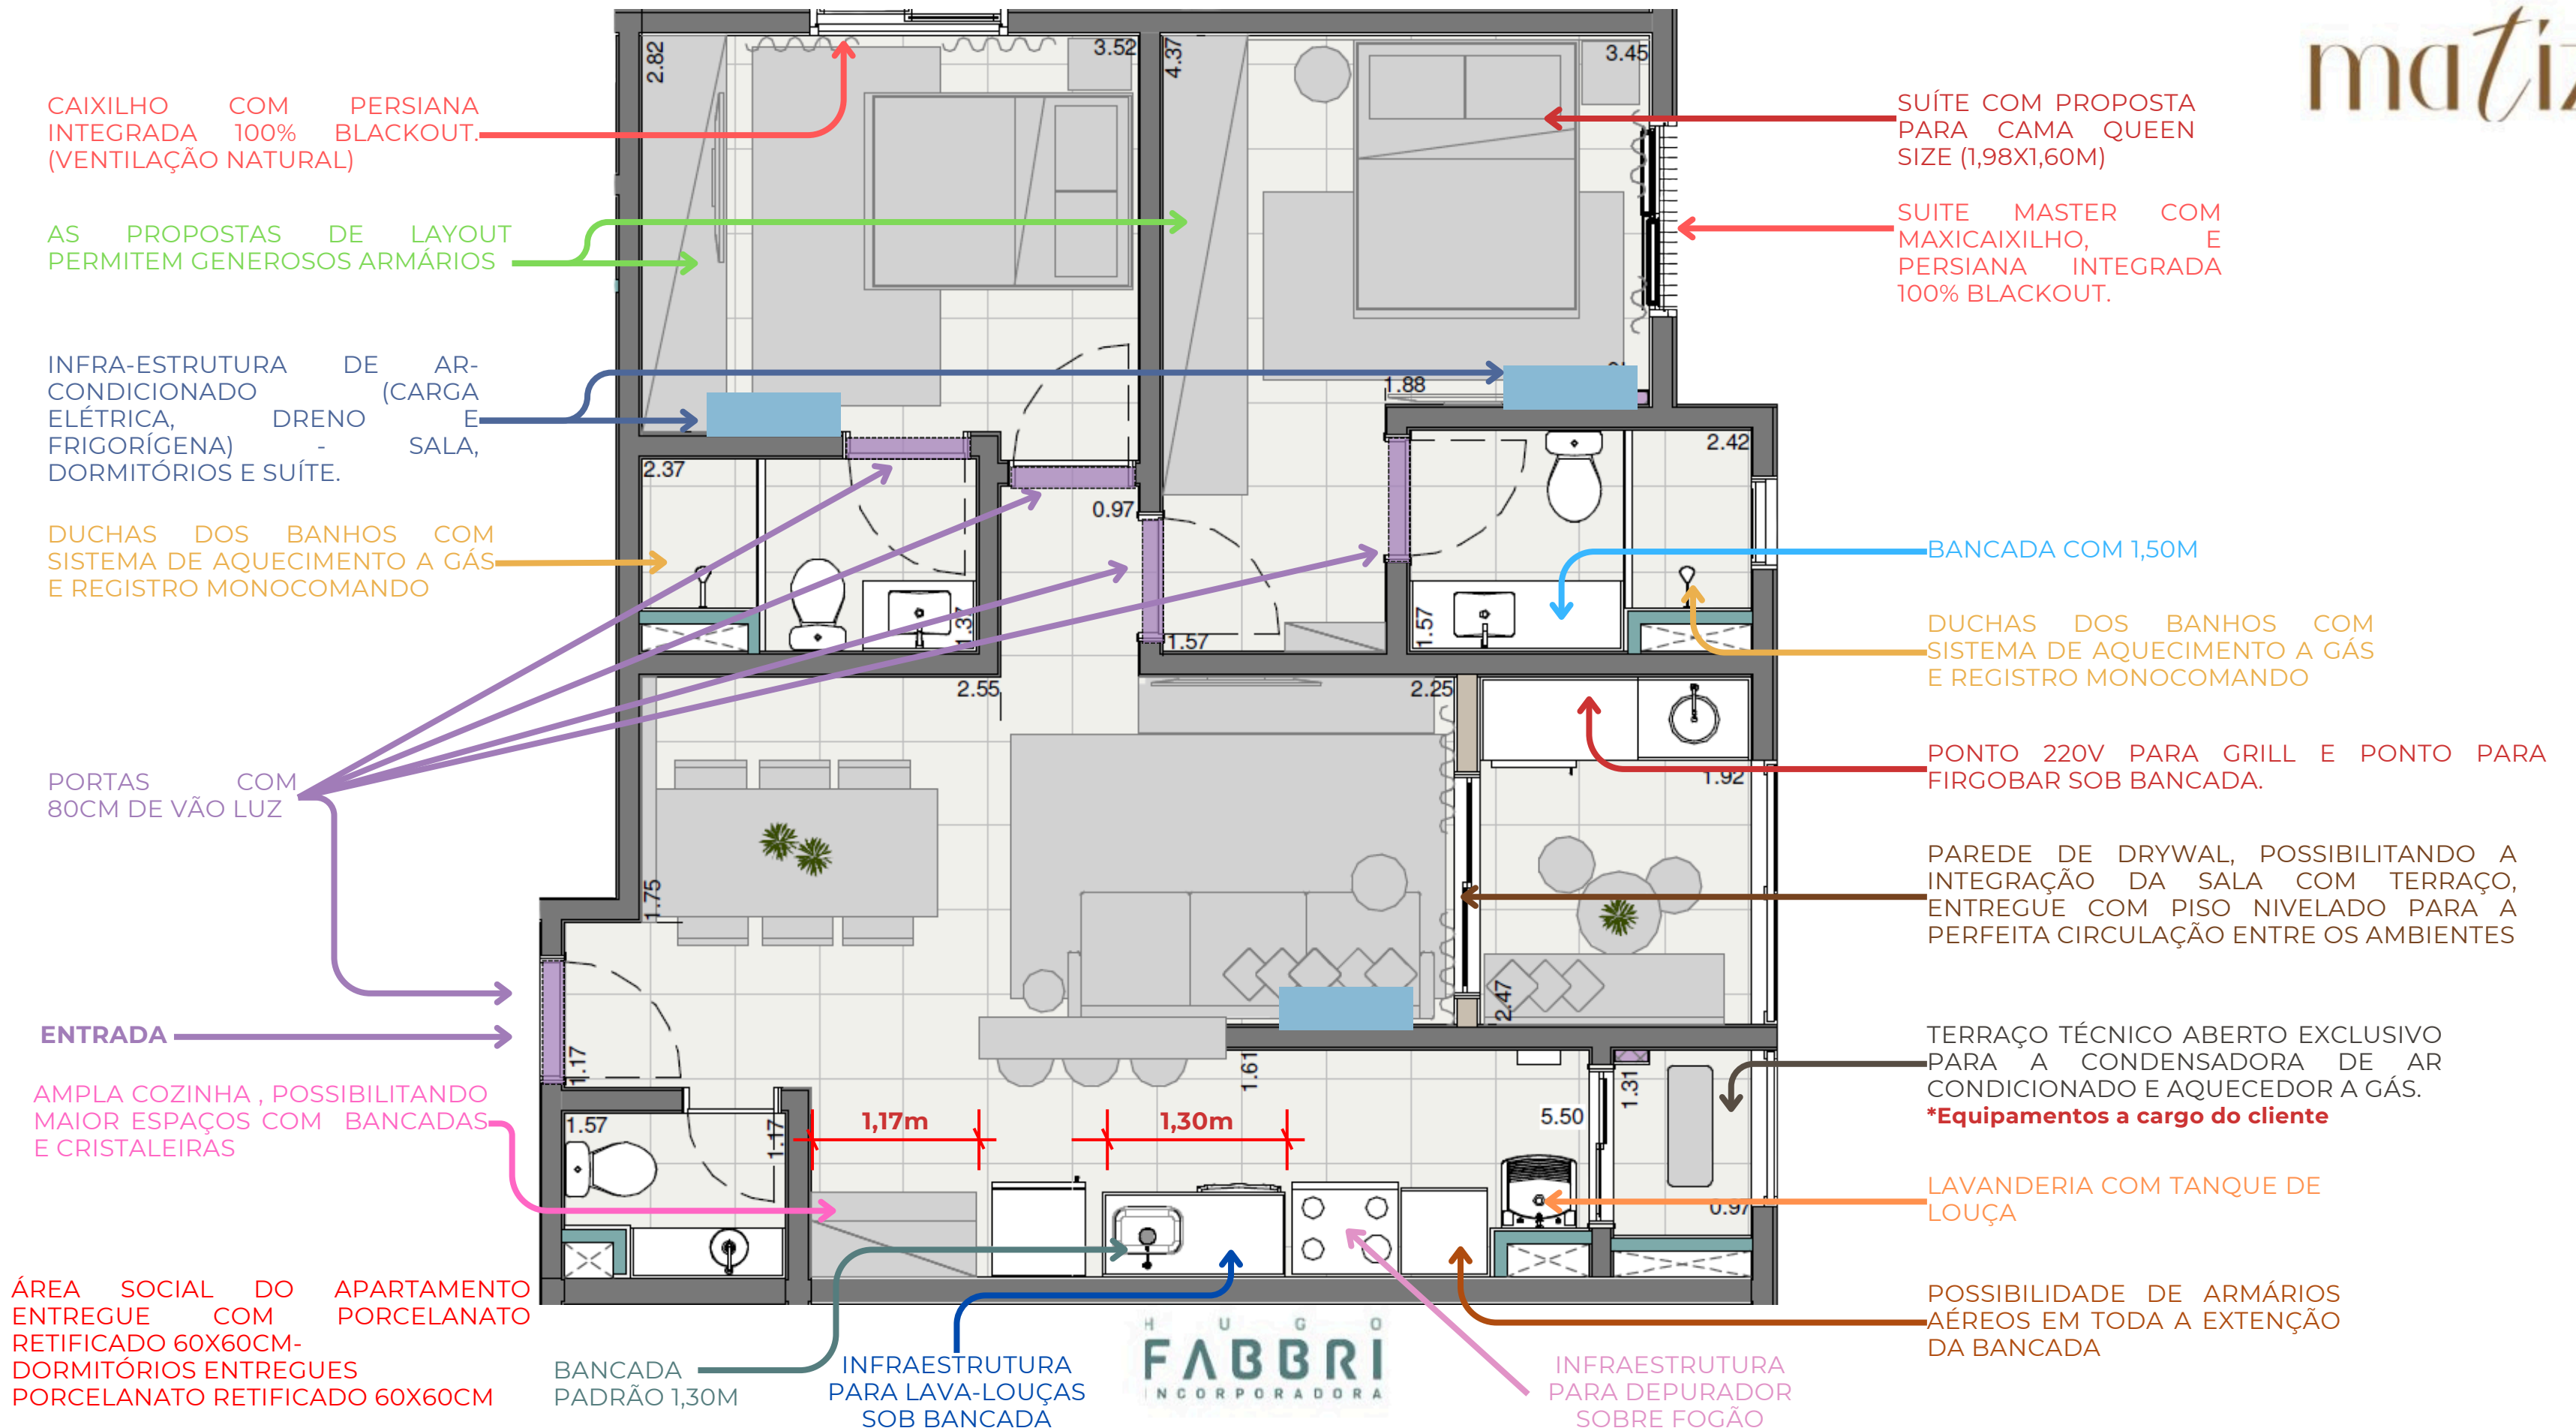 matiz
CAIXILHO COM PERSIANA
INTEGRADA 100% BLACKOUT.
(VENTILAÇÃO NATURAL)
AS PROPOSTAS DE LAYOUT
PERMITEM GENEROSOS ARMÁRIOS
INFRA-ESTRUTURA DE AR-
CONDICIONADO (CARGA
ELÉTRICA, DRENO E
FRIGORÍGENA) - SALA,
DORMITÓRIOS E SUÍTE.
DUCHAS DOS BANHOS COM
SISTEMA DE AQUECIMENTO A GÁS
E REGISTRO MONOCOMANDO
PORTAS COM
80CM DE VÃO LUZ
ENTRADA
AMPLA COZINHA , POSSIBILITANDO
MAIOR ESPAÇOS COM BANCADAS
E CRISTALEIRAS
ÁREA SOCIAL DO APARTAMENTO
ENTREGUE COM PORCELANATO
RETIFICADO 60X60CM-
DORMITÓRIOS ENTREGUES
PORCELANATO RETIFICADO 60X60CM
2.82
3.52
4.37
3.45
1.88
2.37
0.97
2.42
1.37
1.57
1.57
2.55
2.25
1.92
1.75
2.47
1.17
1.61
1.31
1.57
1.17
1,17m
1,30m
5.50
0.97
SUÍTE COM PROPOSTA
PARA CAMA QUEEN
SIZE (1,98X1,60M)
SUITE MASTER COM
MAXICAIXILHO, E
PERSIANA INTEGRADA
100% BLACKOUT.
BANCADA COM 1,50M
DUCHAS DOS BANHOS COM
SISTEMA DE AQUECIMENTO A GÁS
E REGISTRO MONOCOMANDO
PONTO 220V PARA GRILL E PONTO PARA
FIRGOBAR SOB BANCADA.
PAREDE DE DRYWAL, POSSIBILITANDO A
INTEGRAÇÃO DA SALA COM TERRAÇO,
ENTREGUE COM PISO NIVELADO PARA A
PERFEITA CIRCULAÇÃO ENTRE OS AMBIENTES
TERRAÇO TÉCNICO ABERTO EXCLUSIVO
PARA A CONDENSADORA DE AR
CONDICIONADO E AQUECEDOR A GÁS.
*Equipamentos a cargo do cliente
LAVANDERIA COM TANQUE DE
LOUÇA
POSSIBILIDADE DE ARMÁRIOS
AÉREOS EM TODA A EXTENÇÃO
DA BANCADA
BANCADA
PADRÃO 1,30M
INFRAESTRUTURA
PARA LAVA-LOUÇAS
SOB BANCADA
HUGO
FABBRI
INCORPORADORA
INFRAESTRUTURA
PARA DEPURADOR
SOBRE FOGÃO